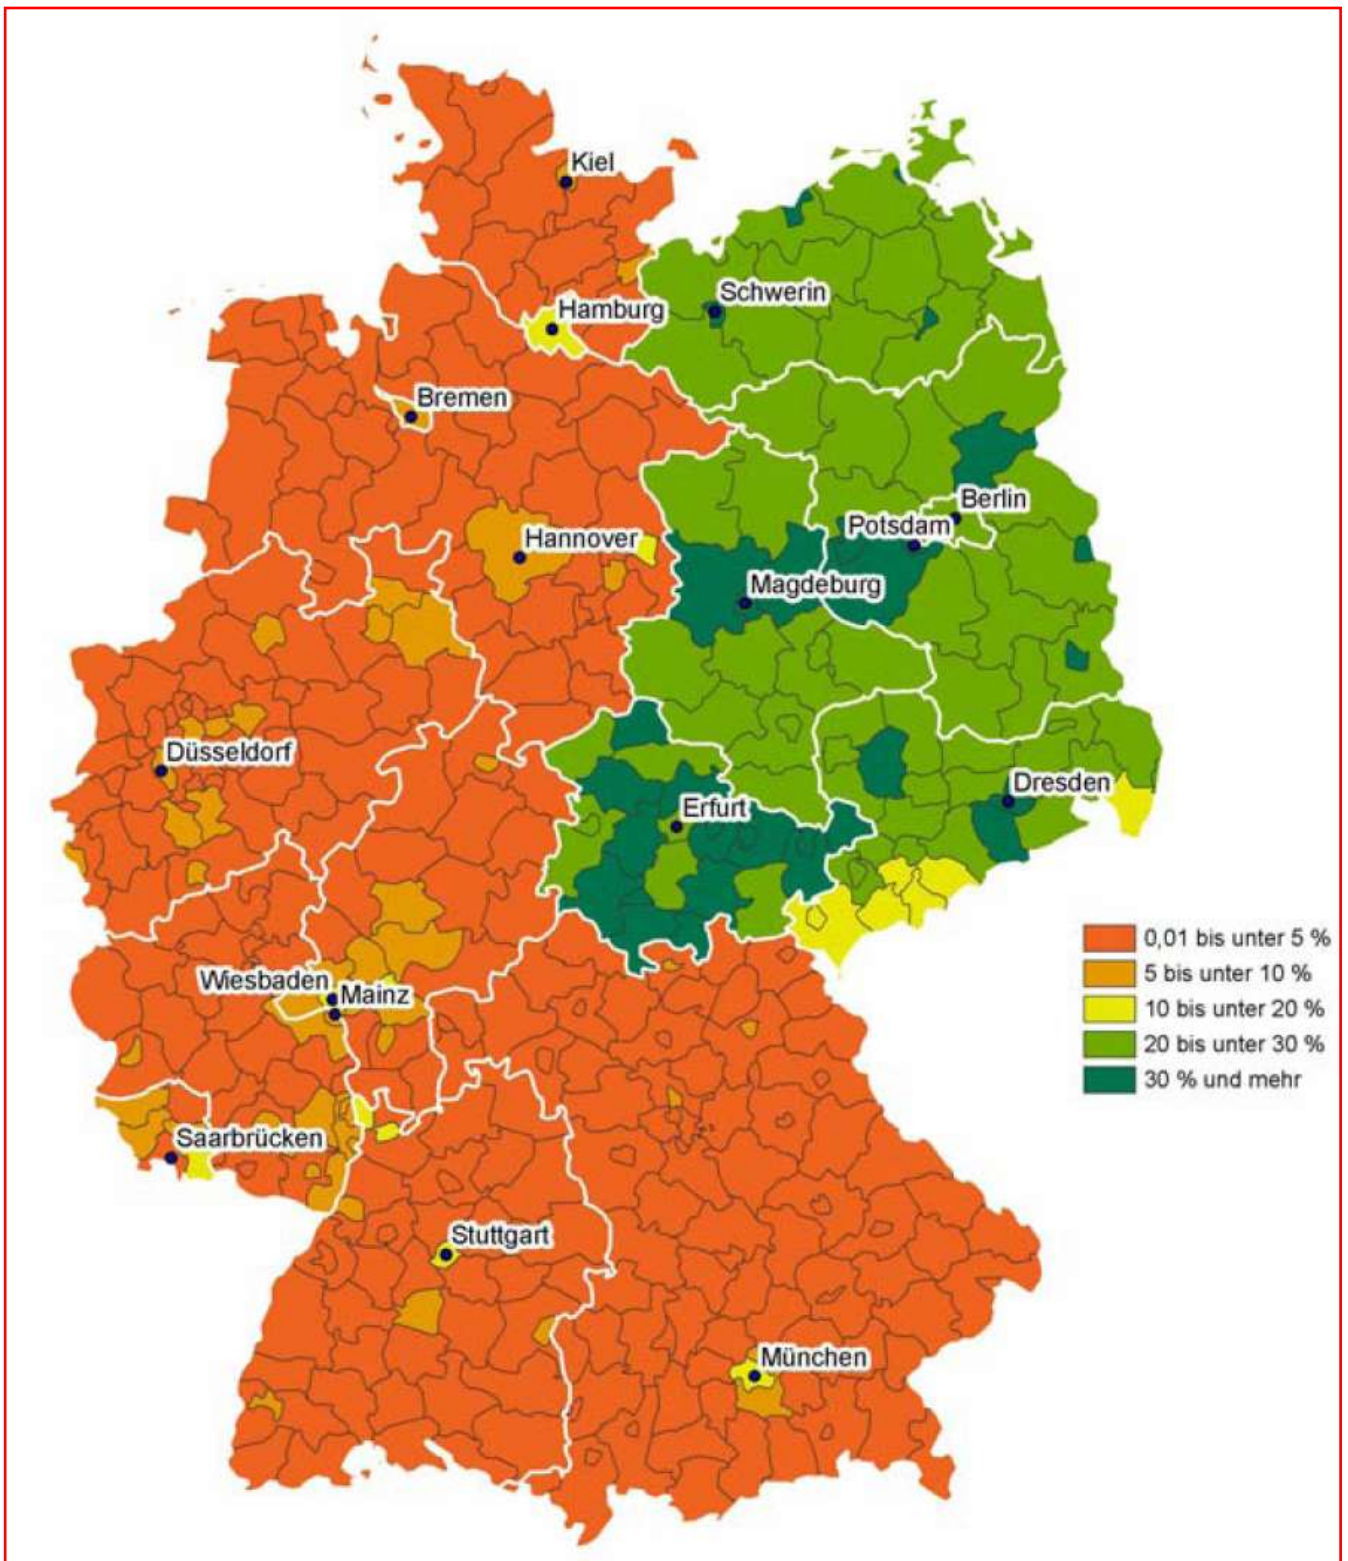 Kiel
Schwerin
Hamburg
Bremen
Berlin
Potsdam
Hannover
Magdeburg
Düsseldorf
Dresden
Erfurt
0,01 bis unter 5 %
5 bis unter 10 %
10 bis unter 20 %
20 bis unter 30 %
30 % und mehr
Wiesbaden
Mainz
Saarbrücken
Stuttgart
München